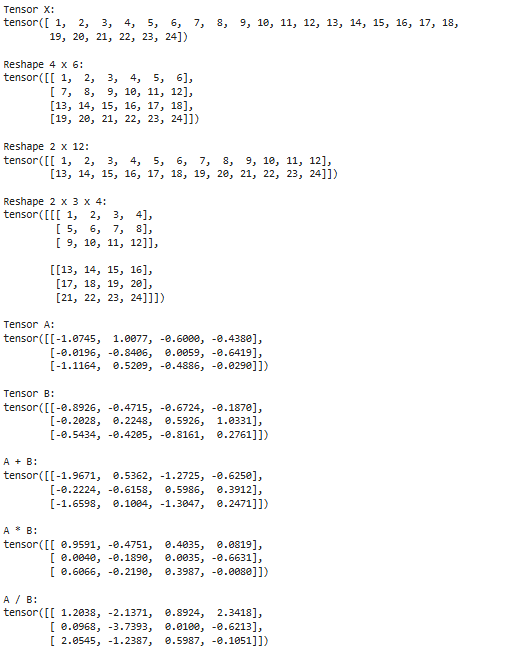 Tensor X:
tensor([ 1,  2,  3,  4,  5,  6,  7,  8,  9, 10, 11, 12, 13, 14, 15, 16, 17, 18,
        19, 20, 21, 22, 23, 24])

Reshape 4 x 6:
tensor([[ 1,  2,  3,  4,  5,  6],
        [ 7,  8,  9, 10, 11, 12],
        [13, 14, 15, 16, 17, 18],
        [19, 20, 21, 22, 23, 24]])

Reshape 2 x 12:
tensor([[ 1,  2,  3,  4,  5,  6,  7,  8,  9, 10, 11, 12],
        [13, 14, 15, 16, 17, 18, 19, 20, 21, 22, 23, 24]])

Reshape 2 x 3 x 4:
tensor([[[ 1,  2,  3,  4],
         [ 5,  6,  7,  8],
         [ 9, 10, 11, 12]],

        [[13, 14, 15, 16],
         [17, 18, 19, 20],
         [21, 22, 23, 24]]])

Tensor A:
tensor([[-1.0745,  1.0077, -0.6000, -0.4380],
        [-0.0196, -0.8406,  0.0059, -0.6419],
        [-1.1164,  0.5209, -0.4886, -0.0290]])

Tensor B:
tensor([[-0.8926, -0.4715, -0.6724, -0.1870],
        [-0.2028,  0.2248,  0.5926,  1.0331],
        [-0.5434, -0.4205, -0.8161,  0.2761]])

A + B:
tensor([[-1.9671,  0.5362, -1.2725, -0.6250],
        [-0.2224, -0.6158,  0.5986,  0.3912],
        [-1.6598,  0.1004, -1.3047,  0.2471]])

A * B:
tensor([[ 0.9591, -0.4751,  0.4035,  0.0819],
        [ 0.0040, -0.1890,  0.0035, -0.6631],
        [ 0.6066, -0.2190,  0.3987, -0.0080]])

A / B:
tensor([[ 1.2038, -2.1371,  0.8924,  2.3418],
        [ 0.0968, -3.7393,  0.0100, -0.6213],
        [ 2.0545, -1.2387,  0.5987, -0.1051]])